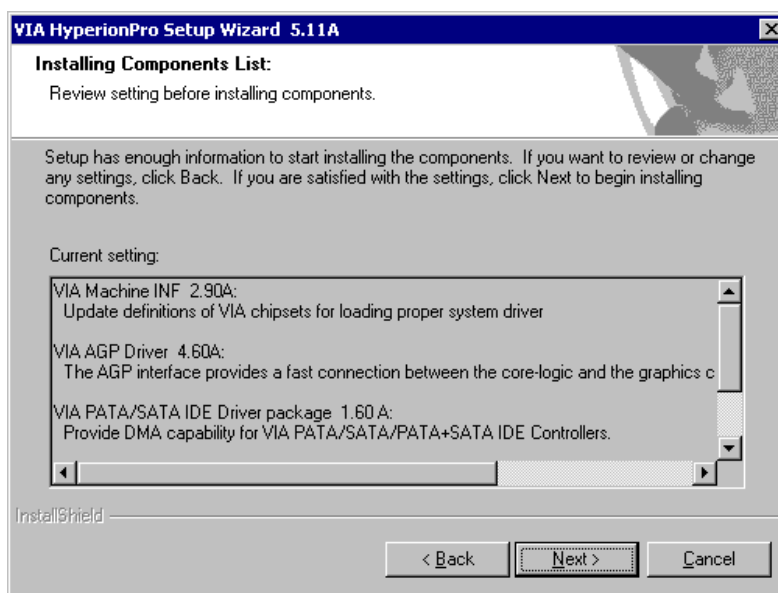 VIA HyperionPro Setup Wizard 5.11A
Installing Components List:
Review setting before installing components.
Setup has enough information to start installing the components. If you want to review or change
any settings, click Back. If you are satisfied with the settings, click Next to begin installing
components.
Current setting:
VIA Machine INF 2.90A:
Update definitions of VIA chipsets for loading proper system driver
VIA AGP Driver 4.60A:
The AGP interface provides a fast connection between the core-logic and the graphics c
VIA PATA/SATA IDE Driver package 1.60 A:
Provide DMA capability for VIA PATA/SATA/PATA+SATA IDE Controllers.
InstallShield
< Back
Next >
Cancel